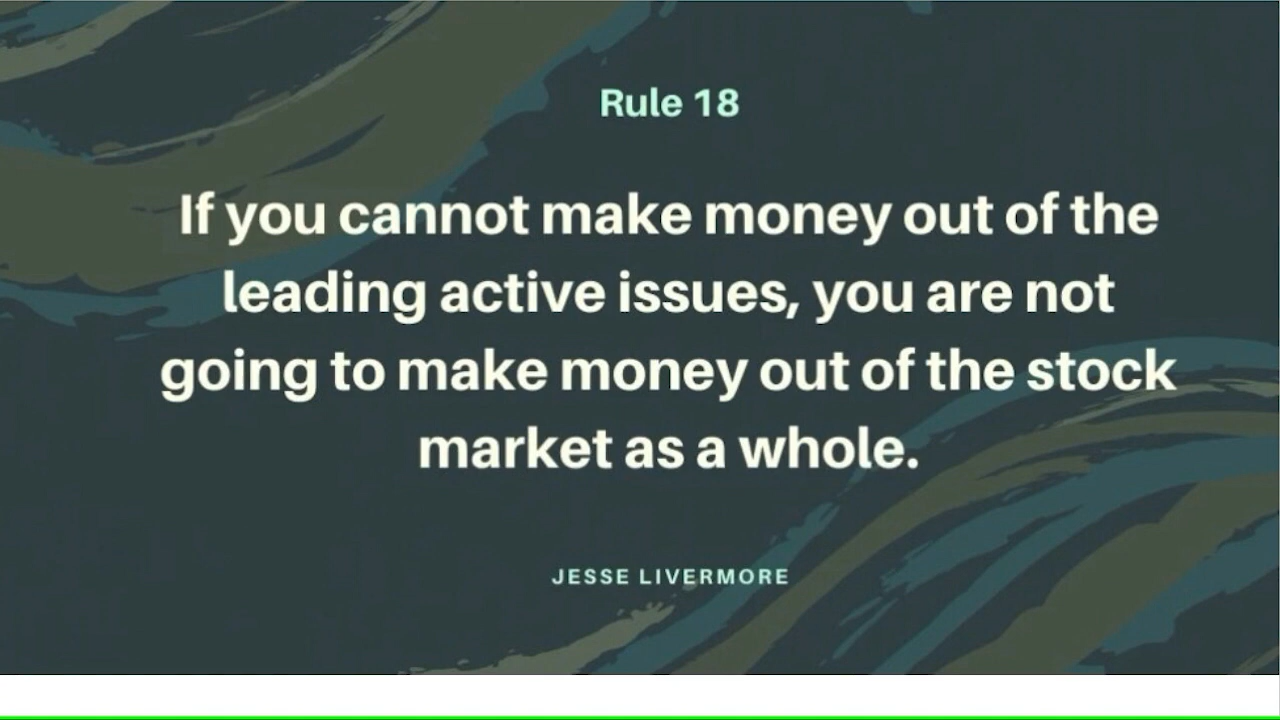 Rule 18
If you cannot make money out of the
leading active issues, you are not
going to make money out of the stock
market as a whole.
JESSE LIVERMORE